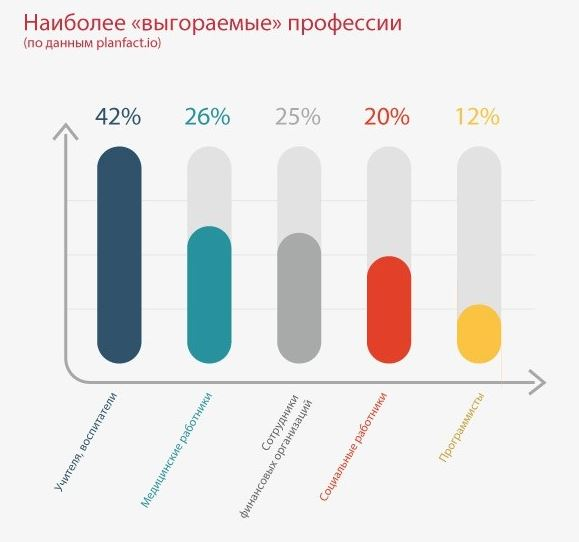 Наиболее «выгораемые» профессии
(по данным planfact.io)
42% 26% 25% 20% 12%
Учителя, воспитатели
Медицинские работники
Сотрудники
финансовых организаций
Социальные работники
Программисты